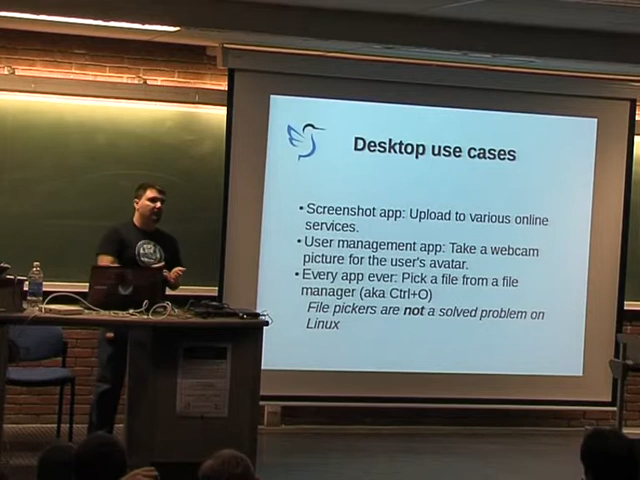 Desktop use cases
•Screenshot app: Upload to various online
services.
•User management app: Take a webcam
picture for the user's avatar.
•Every app ever: Pick a file from a file
manager (aka Ctrl+O)
File pickers are not a solved problem on
Linux